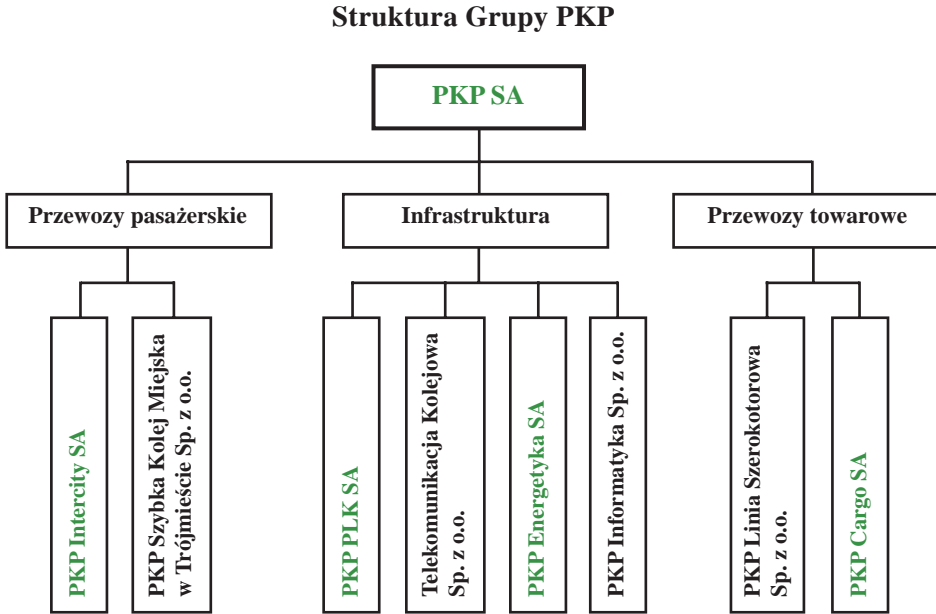 Struktura Grupy PKP
PKP SA
Przewozy pasażerskie
Infrastruktura
Przewozy towarowe
PKP Intercity SA
PKP Szybka Kolej Miejska
w Trójmieście Sp. z o.o.
PKP PLK SA
Telekomunikacja Kolejowa
Sp. z o.o.
PKP Energetyka SA
PKP Informatyka Sp. z o.o.
PKP Linia Szerokotorowa
Sp. z o.o.
PKP Cargo SA